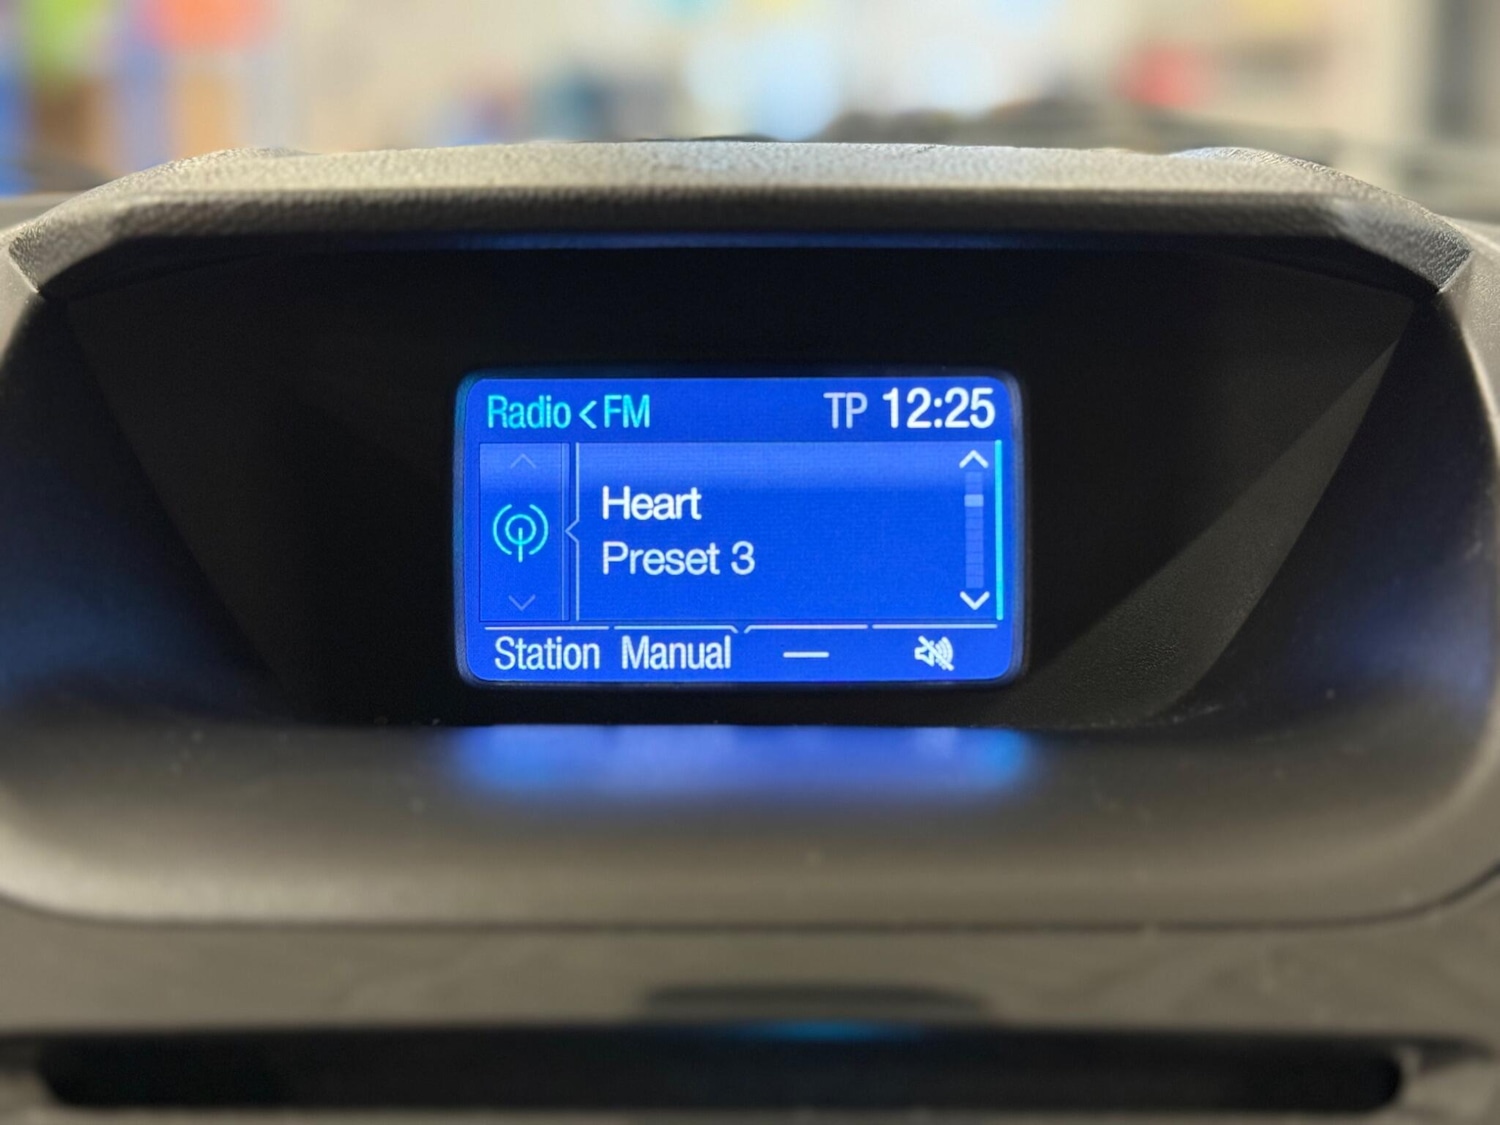 Radio < FM TP 12:25
Heart
Preset 3
Station Manual —